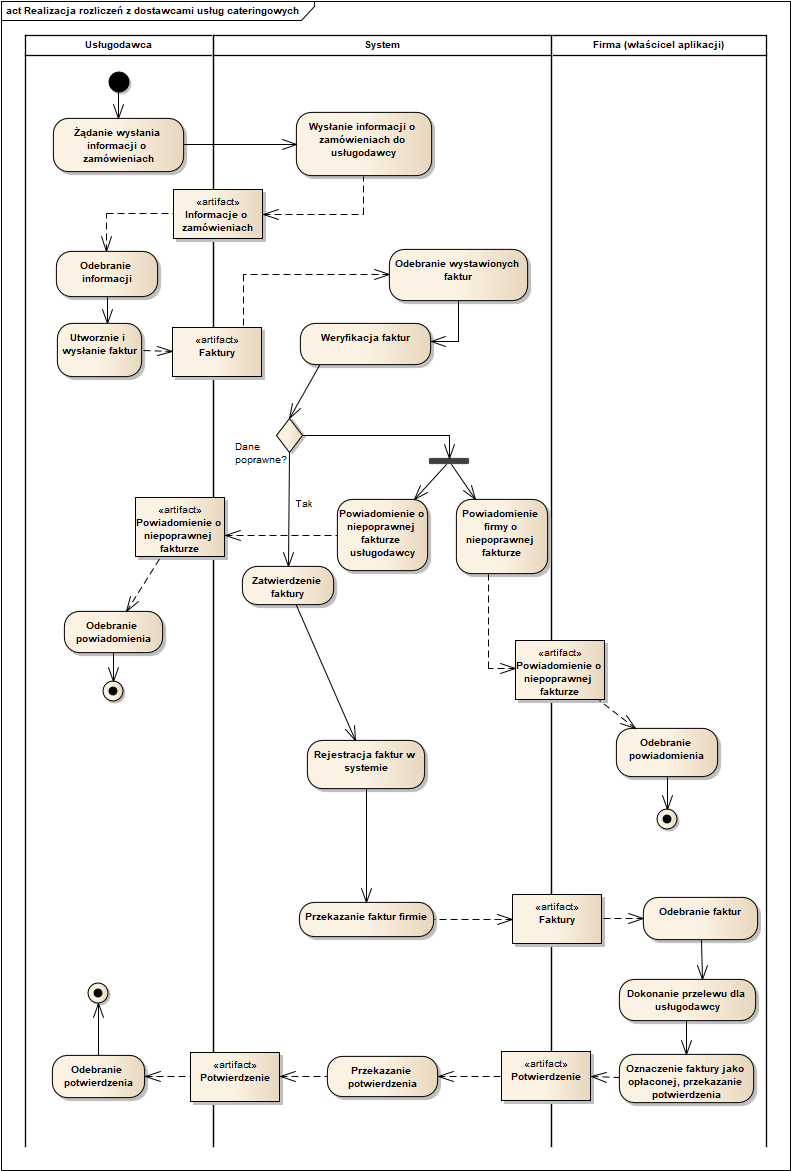 act Realizacja rozliczeń z dostawcami usług cateringowych
Usługodawca
System
Firma (właścicel aplikacji)
Żądanie wysłania
informacji o
zamówieniach
Wysłanie informacji o
zamówieniach do
usługodawcy
«artifact»
Informacje o
zamówieniach
Odebranie
informacji
Odebranie wystawionych
faktur
Utworznie i
wysłanie faktur
«artifact»
Faktury
Weryfikacja faktur
Dane
poprawne?
Tak
«artifact»
Powiadomienie o
niepoprawnej
fakturze
Powiadomienie o
niepoprawnej
fakturze
usługodawcy
Powiadomienie
firmy o
niepoprawnej
fakturze
Zatwierdzenie
faktury
Odebranie
powiadomienia
«artifact»
Powiadomienie o
niepoprawnej
fakturze
Rejestracja faktur w
systemie
Odebranie
powiadomienia
Przekazanie faktur firmie
«artifact»
Faktury
Odebranie faktur
Dokonanie przelewu dla
usługodawcy
Odebranie
potwierdzenia
«artifact»
Potwierdzenie
Przekazanie
potwierdzenia
«artifact»
Potwierdzenie
Oznaczenie faktury jako
opłaconej, przekazanie
potwierdzenia